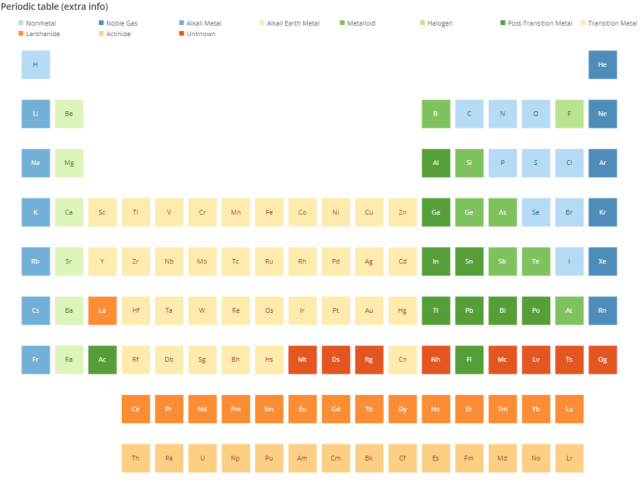 Periodic table (extra info)
Nonmetal Noble Gas Alkali Metal Alkali Earth Metal Metalloid Halogen Post-Transition Metal Transition Metal
Lanthanide Actinide Unknown
H He
Li Be B C N O F Ne
Na Mg Al Si P S Cl Ar
K Ca Sc Ti V Cr Mn Fe Co Ni Cu Zn Ga Ge As Se Br Kr
Rb Sr Y Zr Nb Mo Tc Ru Rh Pd Ag Cd In Sn Sb Te I Xe
Cs Ba La Hf Ta W Re Os Ir Pt Au Hg Tl Pb Bi Po At Rn
Fr Ra Ac Rf Db Sg Bh Hs Mt Ds Rg Cn Nh Fl Mc Lv Ts Og
Ce Pr Nd Pm Sm Eu Gd Tb Dy Ho Er Tm Yb Lu
Th Pa U Np Pu Am Cm Bk Cf Es Fm Md No Lr